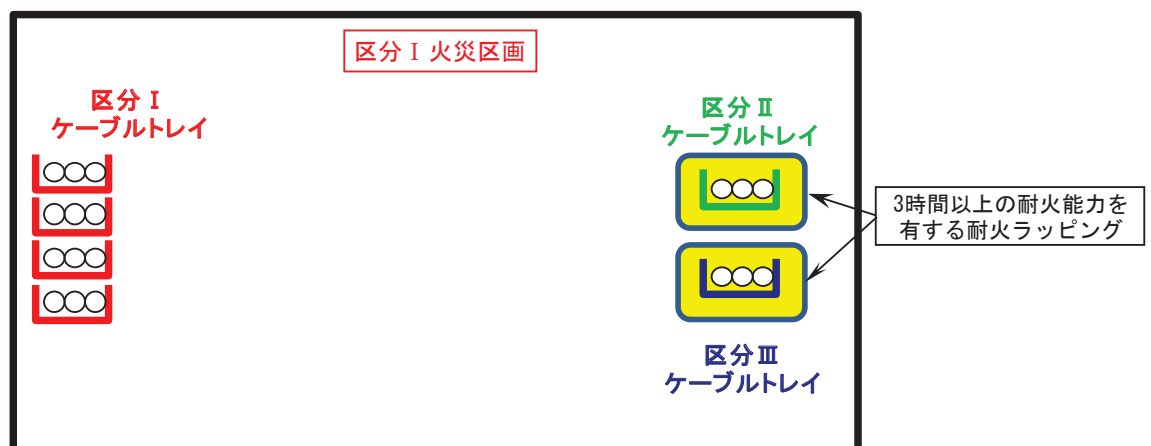 区分Ⅰ火災区画
区分Ⅰ
ケーブルトレイ
区分Ⅱ
ケーブルトレイ
3時間以上の耐火能力を
有する耐火ラッピング
区分Ⅲ
ケーブルトレイ